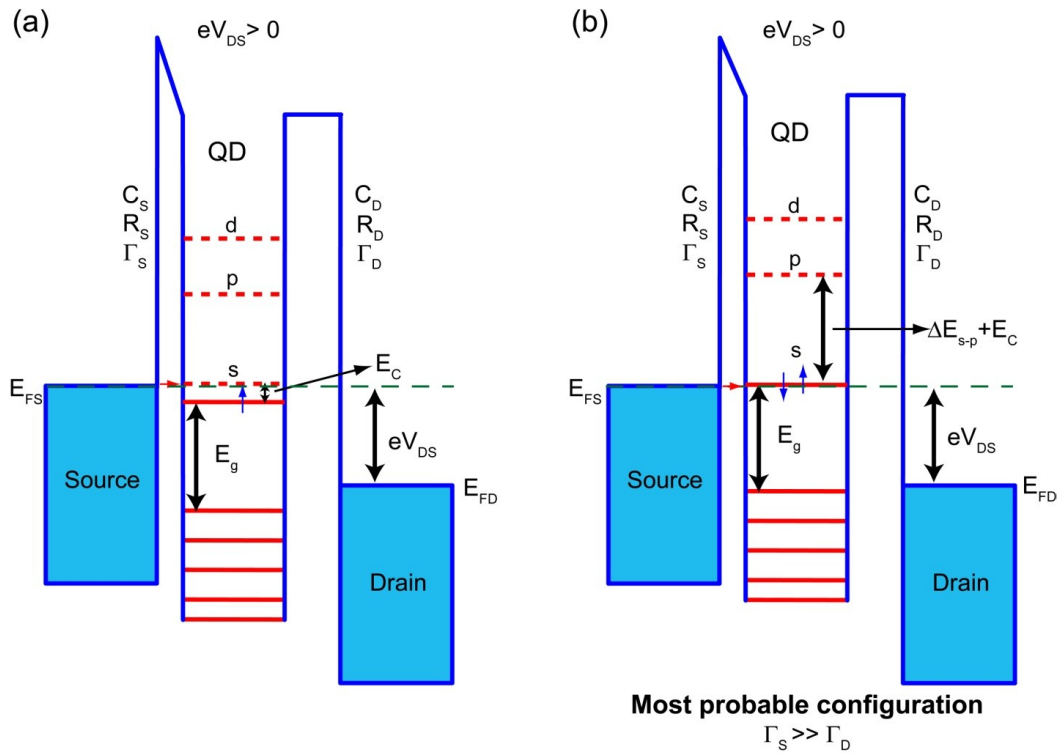 (a)
eV_DS > 0
QD
C_S
R_S
Γ_S
C_D
R_D
Γ_D
d
p
s
E_C
E_FS
E_g
eV_DS
E_FD
Source
Drain
(b)
eV_DS > 0
QD
C_S
R_S
Γ_S
C_D
R_D
Γ_D
d
p
ΔE_s-p+E_C
s
E_FS
E_g
eV_DS
E_FD
Source
Drain
Most probable configuration
Γ_S >> Γ_D